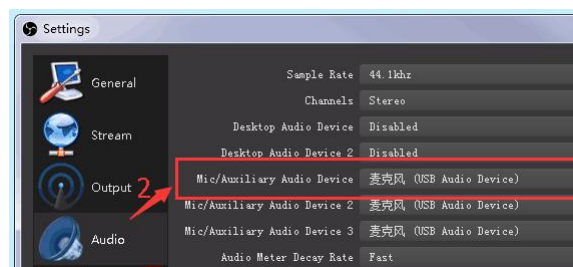 Settings
General
Stream
Output
Audio
2
Sample Rate 44.1khz
Channels Stereo
Desktop Audio Device Disabled
Desktop Audio Device 2 Disabled
Mic/Auxiliary Audio Device 麦克风 (USB Audio Device)
Mic/Auxiliary Audio Device 2 麦克风 (USB Audio Device)
Mic/Auxiliary Audio Device 3 麦克风 (USB Audio Device)
Audio Meter Decay Rate Fast